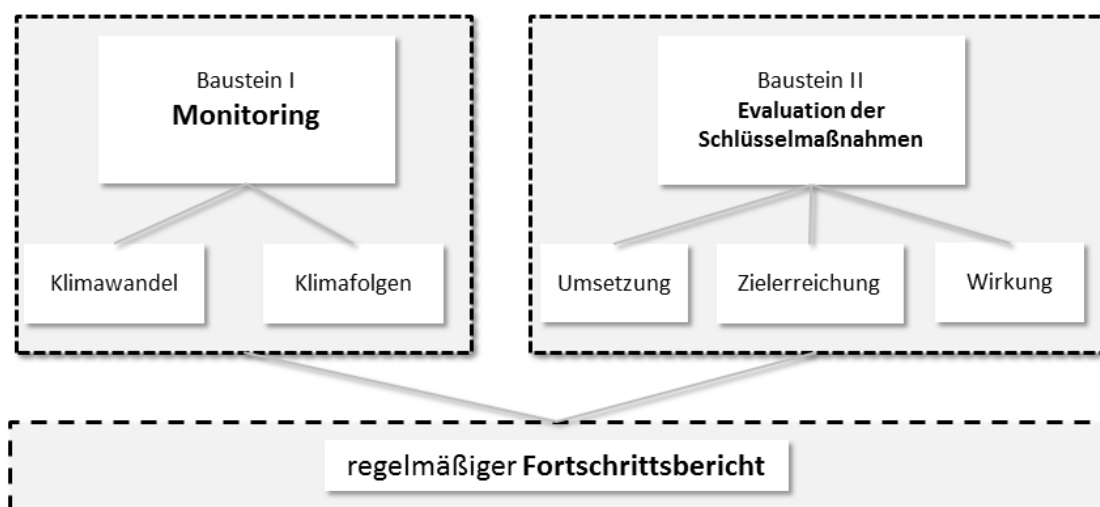 Baustein I
Monitoring
Klimawandel
Klimafolgen
Baustein II
Evaluation der
Schlüsselmaßnahmen
Umsetzung
Zielerreichung
Wirkung
regelmäßiger Fortschrittsbericht